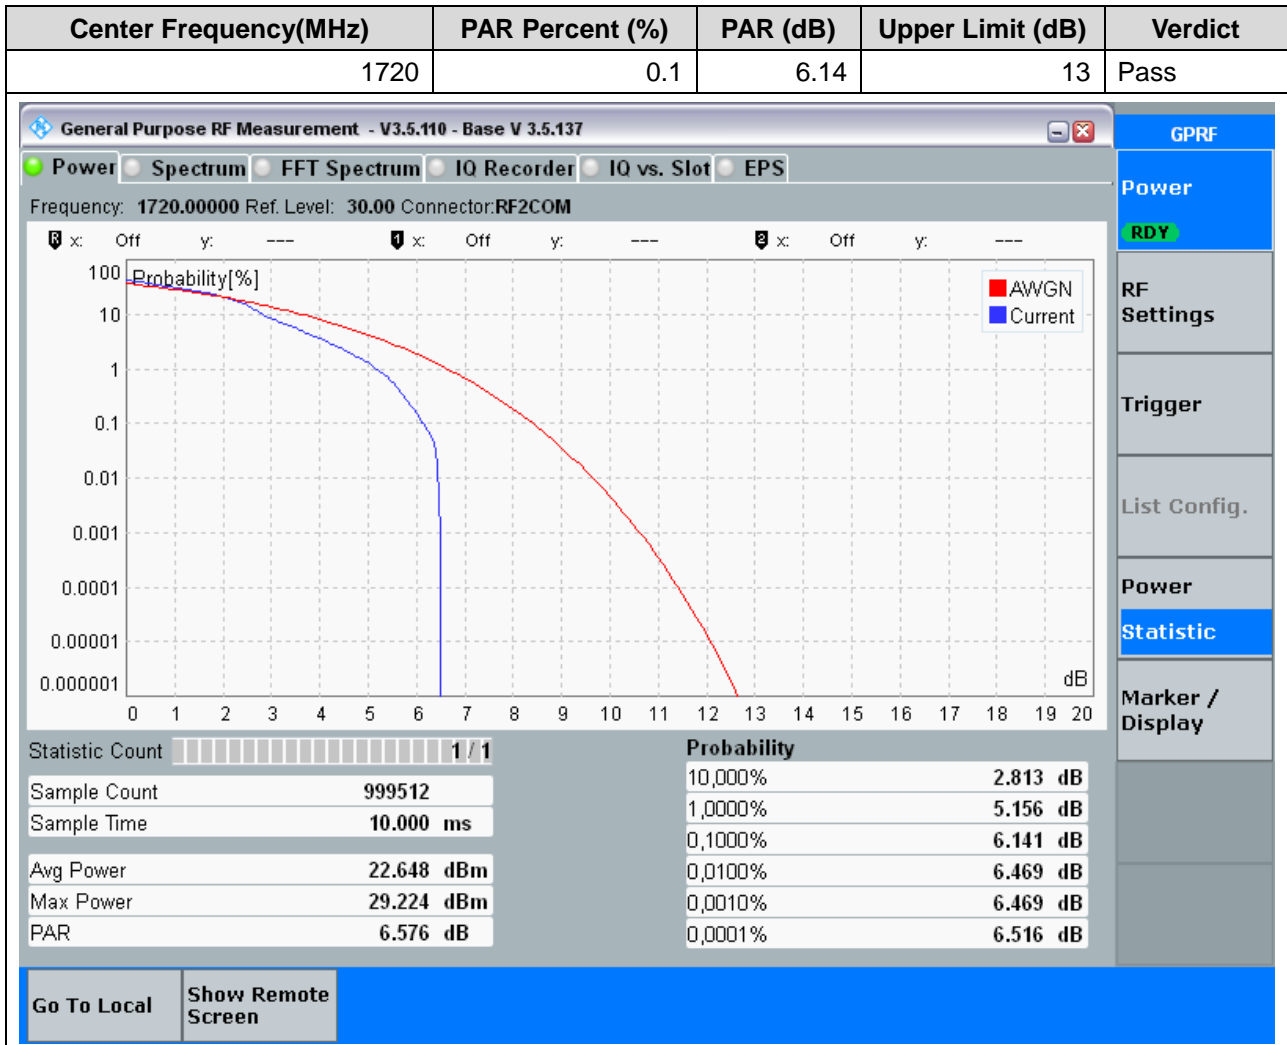 Center Frequency(MHz) PAR Percent (%) PAR (dB) Upper Limit (dB) Verdict
1720 0.1 6.14 13 Pass
General Purpose RF Measurement - V3.5.110 - Base V 3.5.137
GPRF
Power Spectrum FFT Spectrum IQ Recorder IQ vs. Slot EPS
Power
RDY
Frequency: 1720.00000 Ref. Level: 30.00 Connector:RF2COM
R x: Off y: --- 1 x: Off y: --- 2 x: Off y: ---
Probability[%]
AWGN
Current
100
10
1
0.1
0.01
0.001
0.0001
0.00001
0.000001
dB
0 1 2 3 4 5 6 7 8 9 10 11 12 13 14 15 16 17 18 19 20
RF
Settings
Trigger
List Config.
Power
Statistic
Marker /
Display
Statistic Count 1 / 1
Sample Count 999512
Sample Time 10.000 ms
Avg Power 22.648 dBm
Max Power 29.224 dBm
PAR 6.576 dB
Probability
10,000% 2.813 dB
1,0000% 5.156 dB
0,1000% 6.141 dB
0,0100% 6.469 dB
0,0010% 6.469 dB
0,0001% 6.516 dB
Go To Local
Show Remote
Screen